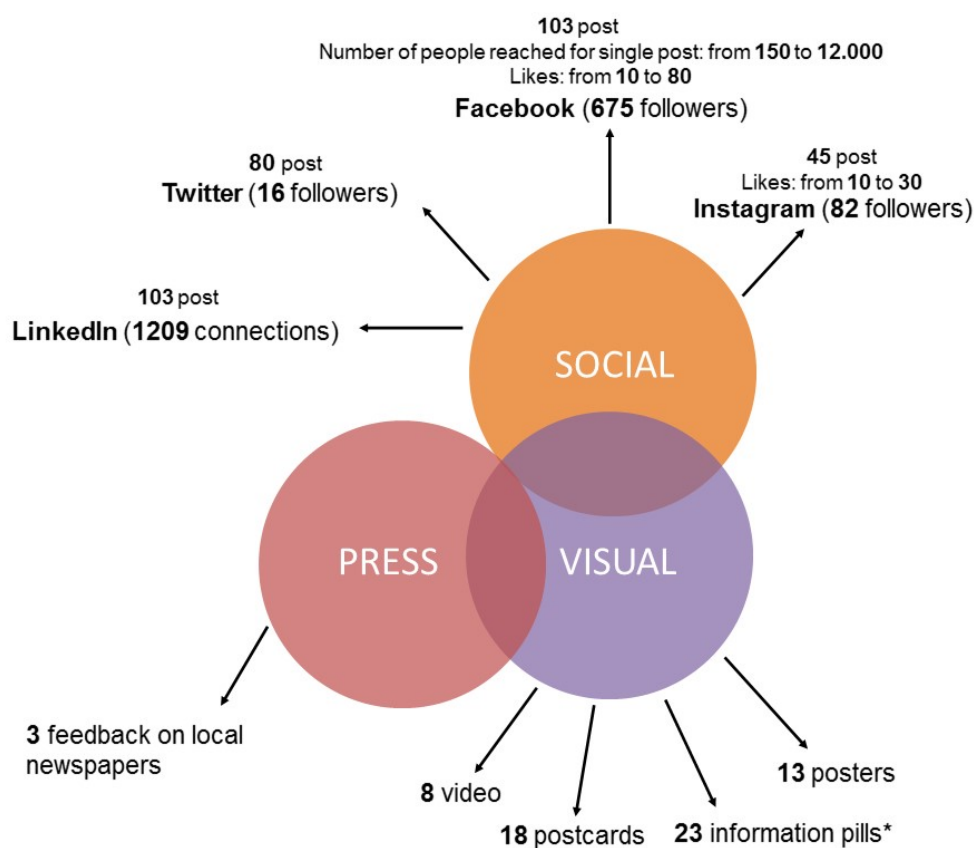 103 post
Number of people reached for single post: from 150 to 12.000
Likes: from 10 to 80
Facebook (675 followers)
80 post
Twitter (16 followers)
45 post
Likes: from 10 to 30
Instagram (82 followers)
103 post
LinkedIn (1209 connections)
SOCIAL
PRESS
VISUAL
3 feedback on local
newspapers
8 video
18 postcards
23 information pills*
13 posters